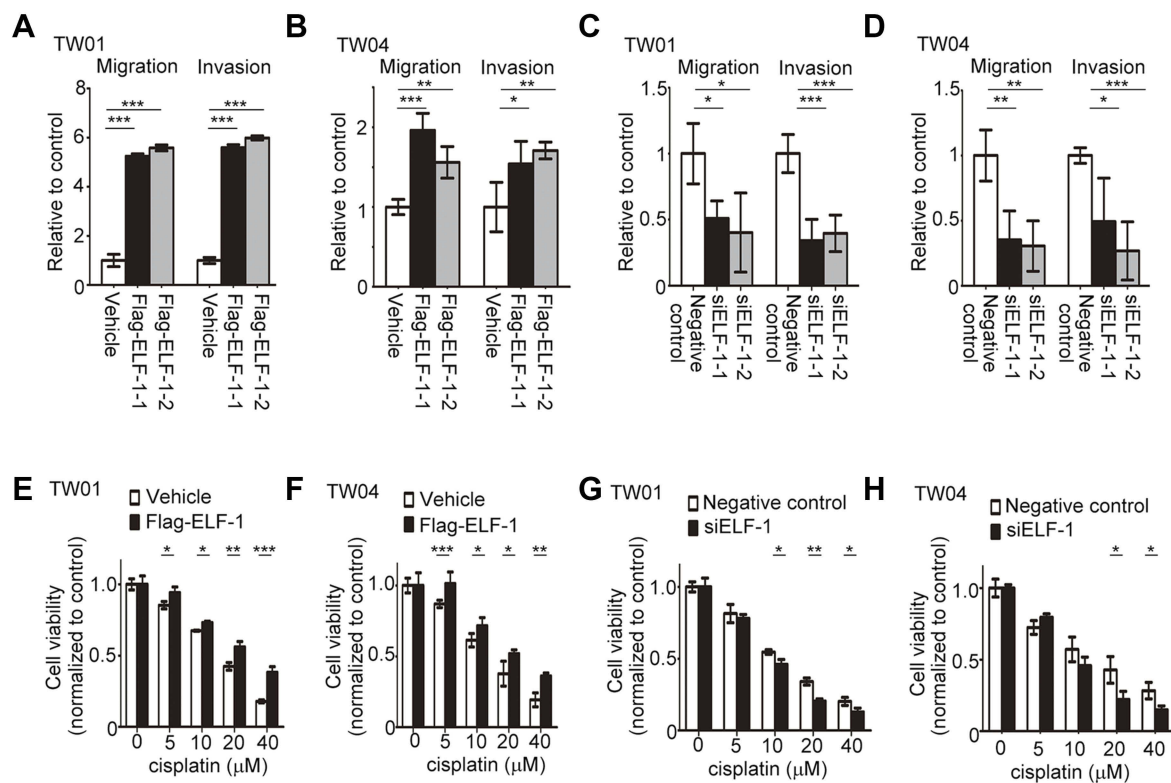 A
TW01
Migration Invasion
*** ***
*** ***
Relative to control
8
6
4
2
0
Vehicle
Flag-ELF-1-1
Flag-ELF-1-2
Vehicle
Flag-ELF-1-1
Flag-ELF-1-2
B
TW04
Migration Invasion
** **
*** *
Relative to control
2
1
0
Vehicle
Flag-ELF-1-1
Flag-ELF-1-2
Vehicle
Flag-ELF-1-1
Flag-ELF-1-2
C
TW01
Migration Invasion
* ***
* ***
Relative to control
1.5
1
0.5
0
Negative
control
siELF-1-1
siELF-1-2
Negative
control
siELF-1-1
siELF-1-2
D
TW04
Migration Invasion
** ***
** *
Relative to control
1.5
1
0.5
0
Negative
control
siELF-1-1
siELF-1-2
Negative
control
siELF-1-1
siELF-1-2
E
TW01
Vehicle
Flag-ELF-1
* * ** ***
Cell viability
(normalized to control)
1.0
0.5
0
0 5 10 20 40
cisplatin (μM)
F
TW04
Vehicle
Flag-ELF-1
*** * * **
Cell viability
(normalized to control)
1.0
0.5
0
0 5 10 20 40
cisplatin (μM)
G
TW01
Negative control
siELF-1
* ** *
Cell viability
(normalized to control)
1.0
0.5
0
0 5 10 20 40
cisplatin (μM)
H
TW04
Negative control
siELF-1
* *
Cell viability
(normalized to control)
1.0
0.5
0
0 5 10 20 40
cisplatin (μM)